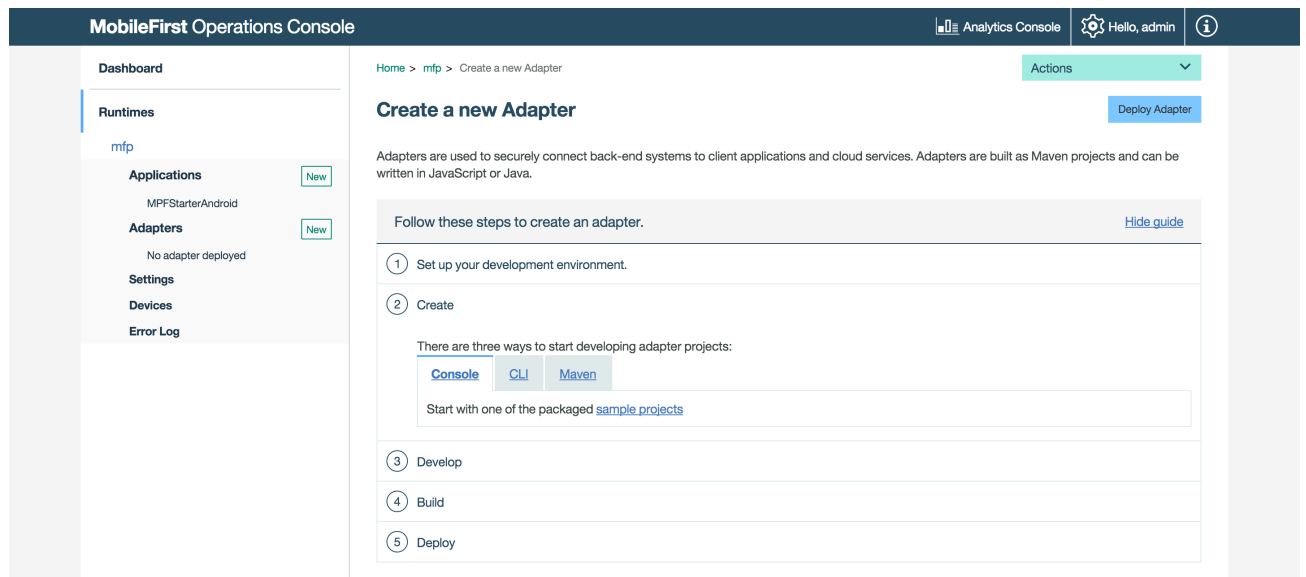 MobileFirst Operations Console
Analytics Console
Hello, admin
Dashboard
Runtimes
mfp
Applications New
MPFStarterAndroid
Adapters New
No adapter deployed
Settings
Devices
Error Log
Home > mfp > Create a new Adapter
Actions
Create a new Adapter
Deploy Adapter
Adapters are used to securely connect back-end systems to client applications and cloud services. Adapters are built as Maven projects and can be
written in JavaScript or Java.
Follow these steps to create an adapter. Hide guide
1 Set up your development environment.
2 Create
There are three ways to start developing adapter projects:
Console CLI Maven
Start with one of the packaged sample projects
3 Develop
4 Build
5 Deploy